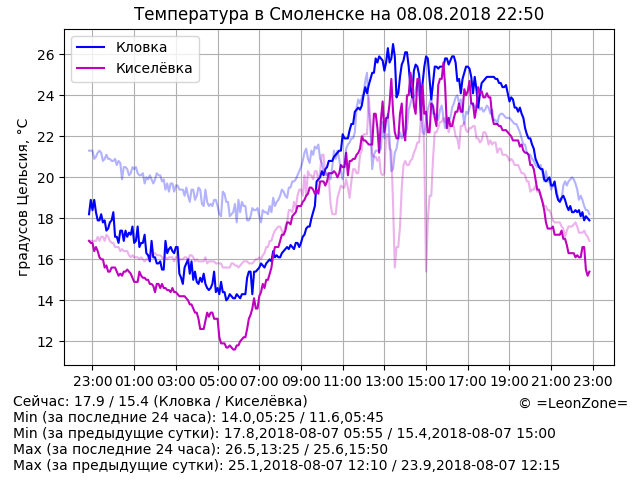 Температура в Смоленске на 08.08.2018 22:50
Кловка
Киселёвка
градусов Цельсия, °C
26
24
22
20
18
16
14
12
23:00 01:00 03:00 05:00 07:00 09:00 11:00 13:00 15:00 17:00 19:00 21:00 23:00
Сейчас: 17.9 / 15.4 (Кловка / Киселёвка)
© =LeonZone=
Min (за последние 24 часа): 14.0,05:25 / 11.6,05:45
Min (за предыдущие сутки): 17.8,2018-08-07 05:55 / 15.4,2018-08-07 15:00
Max (за последние 24 часа): 26.5,13:25 / 25.6,15:50
Max (за предыдущие сутки): 25.1,2018-08-07 12:10 / 23.9,2018-08-07 12:15